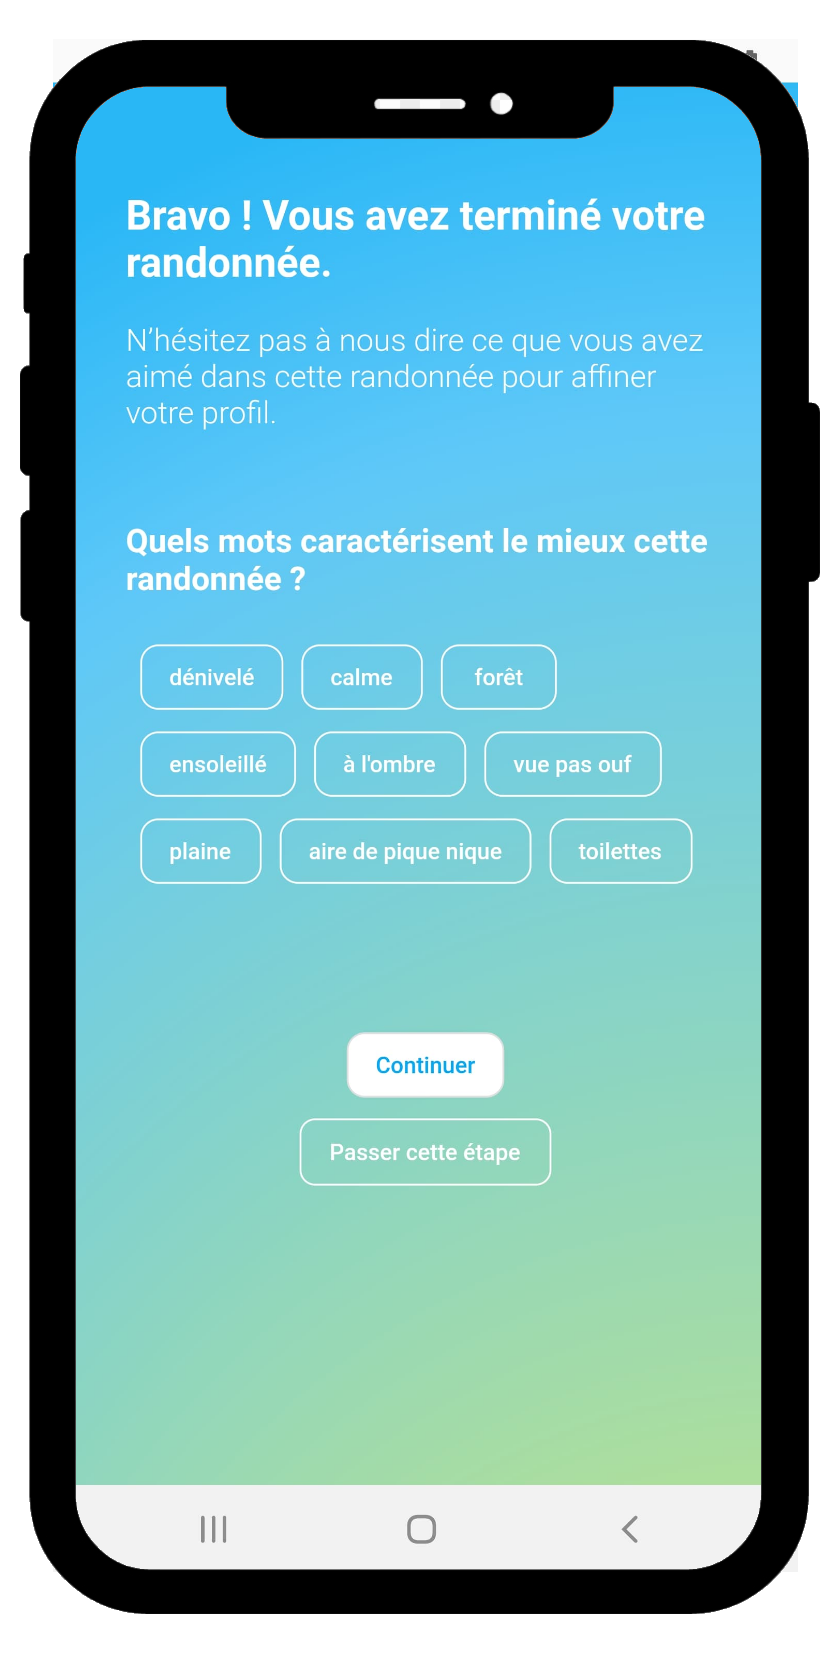 Bravo ! Vous avez terminé votre
randonnée.
N’hésitez pas à nous dire ce que vous avez
aimé dans cette randonnée pour affiner
votre profil.
Quels mots caractérisent le mieux cette
randonnée ?
dénivelé calme forêt
ensoleillé à l'ombre vue pas ouf
plaine aire de pique nique toilettes
Continuer
Passer cette étape